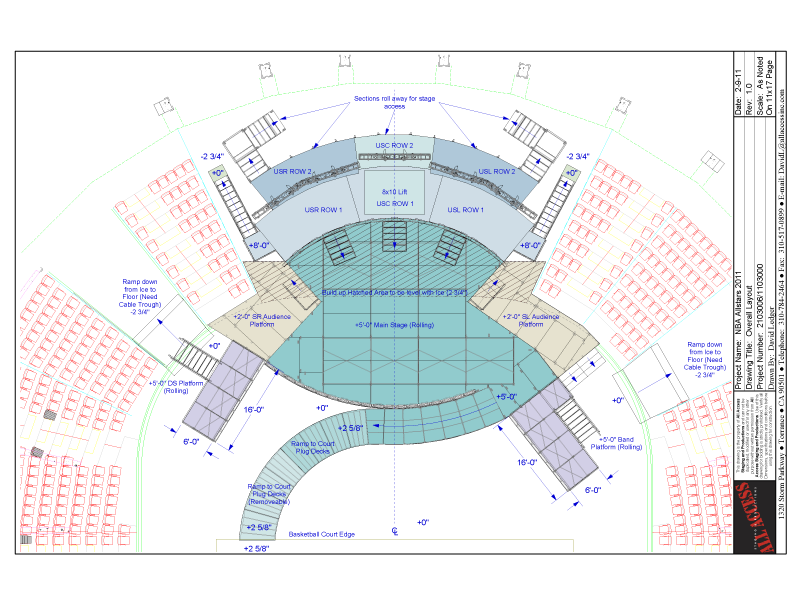 Sections roll away for stage
access
USC ROW 2
-2 3/4"
-2 3/4"
+0"
USR ROW 2
USL ROW 2
+0"
8x10 Lift
USC ROW 1
USR ROW 1
USL ROW 1
+8'-0"
+8'-0"
Ramp down
from Ice to
Floor (Need
Cable Trough)
-2 3/4"
Build up Hatched Area to be level with Ice (2 3/4")
+2'-0" SR Audience
Platform
+5'-0" Main Stage (Rolling)
+2'-0" SL Audience
Platform
+0"
Ramp down
from Ice to
Floor (Need
Cable Trough)
-2 3/4"
+5'-0" DS Platform
(Rolling)
16'-0"
6'-0"
+0"
+5'-0"
+0"
+2 5/8"
Ramp to Court
Plug Decks
+5'-0" Band
Platform (Rolling)
16'-0"
6'-0"
Ramp to Court
Plug Decks
(Removeable)
+2 5/8"
+0"
Basketball Court Edge
+2 5/8"
Date: 2-9-11
Rev: 1.0
Scale: As Noted
On 11x17 Page
Project Name: NBA Allstars 2011
Drawing Title: Overall Layout
Project Number: 2103006/1103000
Drawn By: David Ledger
ALL ACCESS
1320 Storm Parkway ● Torrance ● CA 90501 ● Telephone: 310-784-2464 ● Fax: 310-517-0899 ● E-mail: DavidL@allaccessinc.com